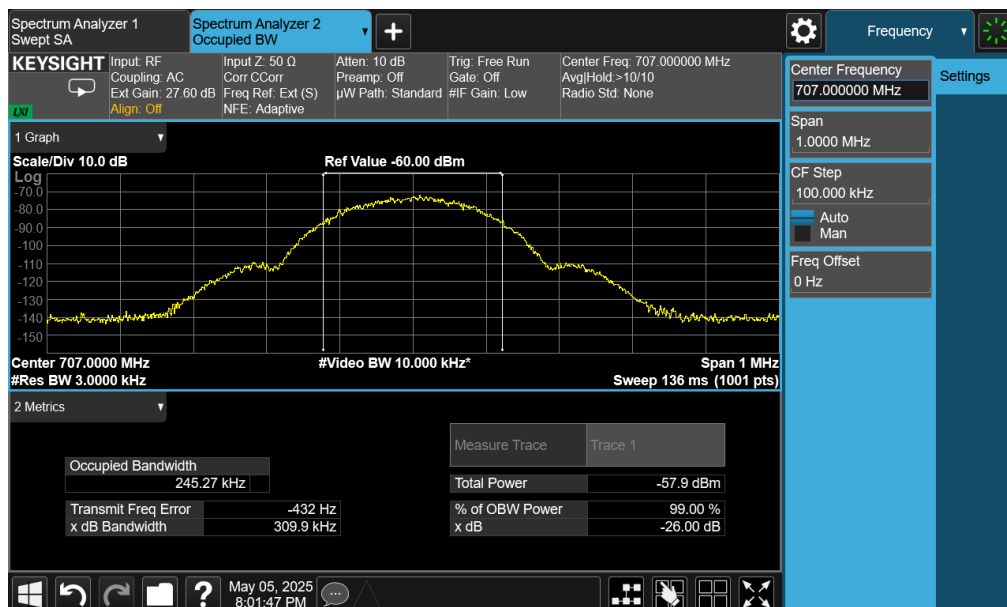 Spectrum Analyzer 1
Swept SA
Spectrum Analyzer 2
Occupied BW
Frequency
KEYSIGHT
LXI
Input: RF
Coupling: AC
Ext Gain: 27.60 dB
Align: Off
Input Z: 50 Ω
Corr CCorr
Freq Ref: Ext (S)
NFE: Adaptive
Atten: 10 dB
Preamp: Off
µW Path: Standard
Trig: Free Run
Gate: Off
#IF Gain: Low
Center Freq: 707.000000 MHz
Avg|Hold:>10/10
Radio Std: None
Center Frequency
707.000000 MHz
Settings
Span
1.0000 MHz
CF Step
100.000 kHz
Auto
Man
Freq Offset
0 Hz
1 Graph
Scale/Div 10.0 dB
Ref Value -60.00 dBm
Log
-70.0
-80.0
-90.0
-100
-110
-120
-130
-140
-150
Center 707.0000 MHz
#Video BW 10.000 kHz*
Span 1 MHz
#Res BW 3.0000 kHz
Sweep 136 ms (1001 pts)
2 Metrics
Measure Trace
Trace 1
Occupied Bandwidth
245.27 kHz
Total Power
-57.9 dBm
Transmit Freq Error
-432 Hz
% of OBW Power
99.00 %
x dB Bandwidth
309.9 kHz
x dB
-26.00 dB
?
May 05, 2025
8:01:47 PM